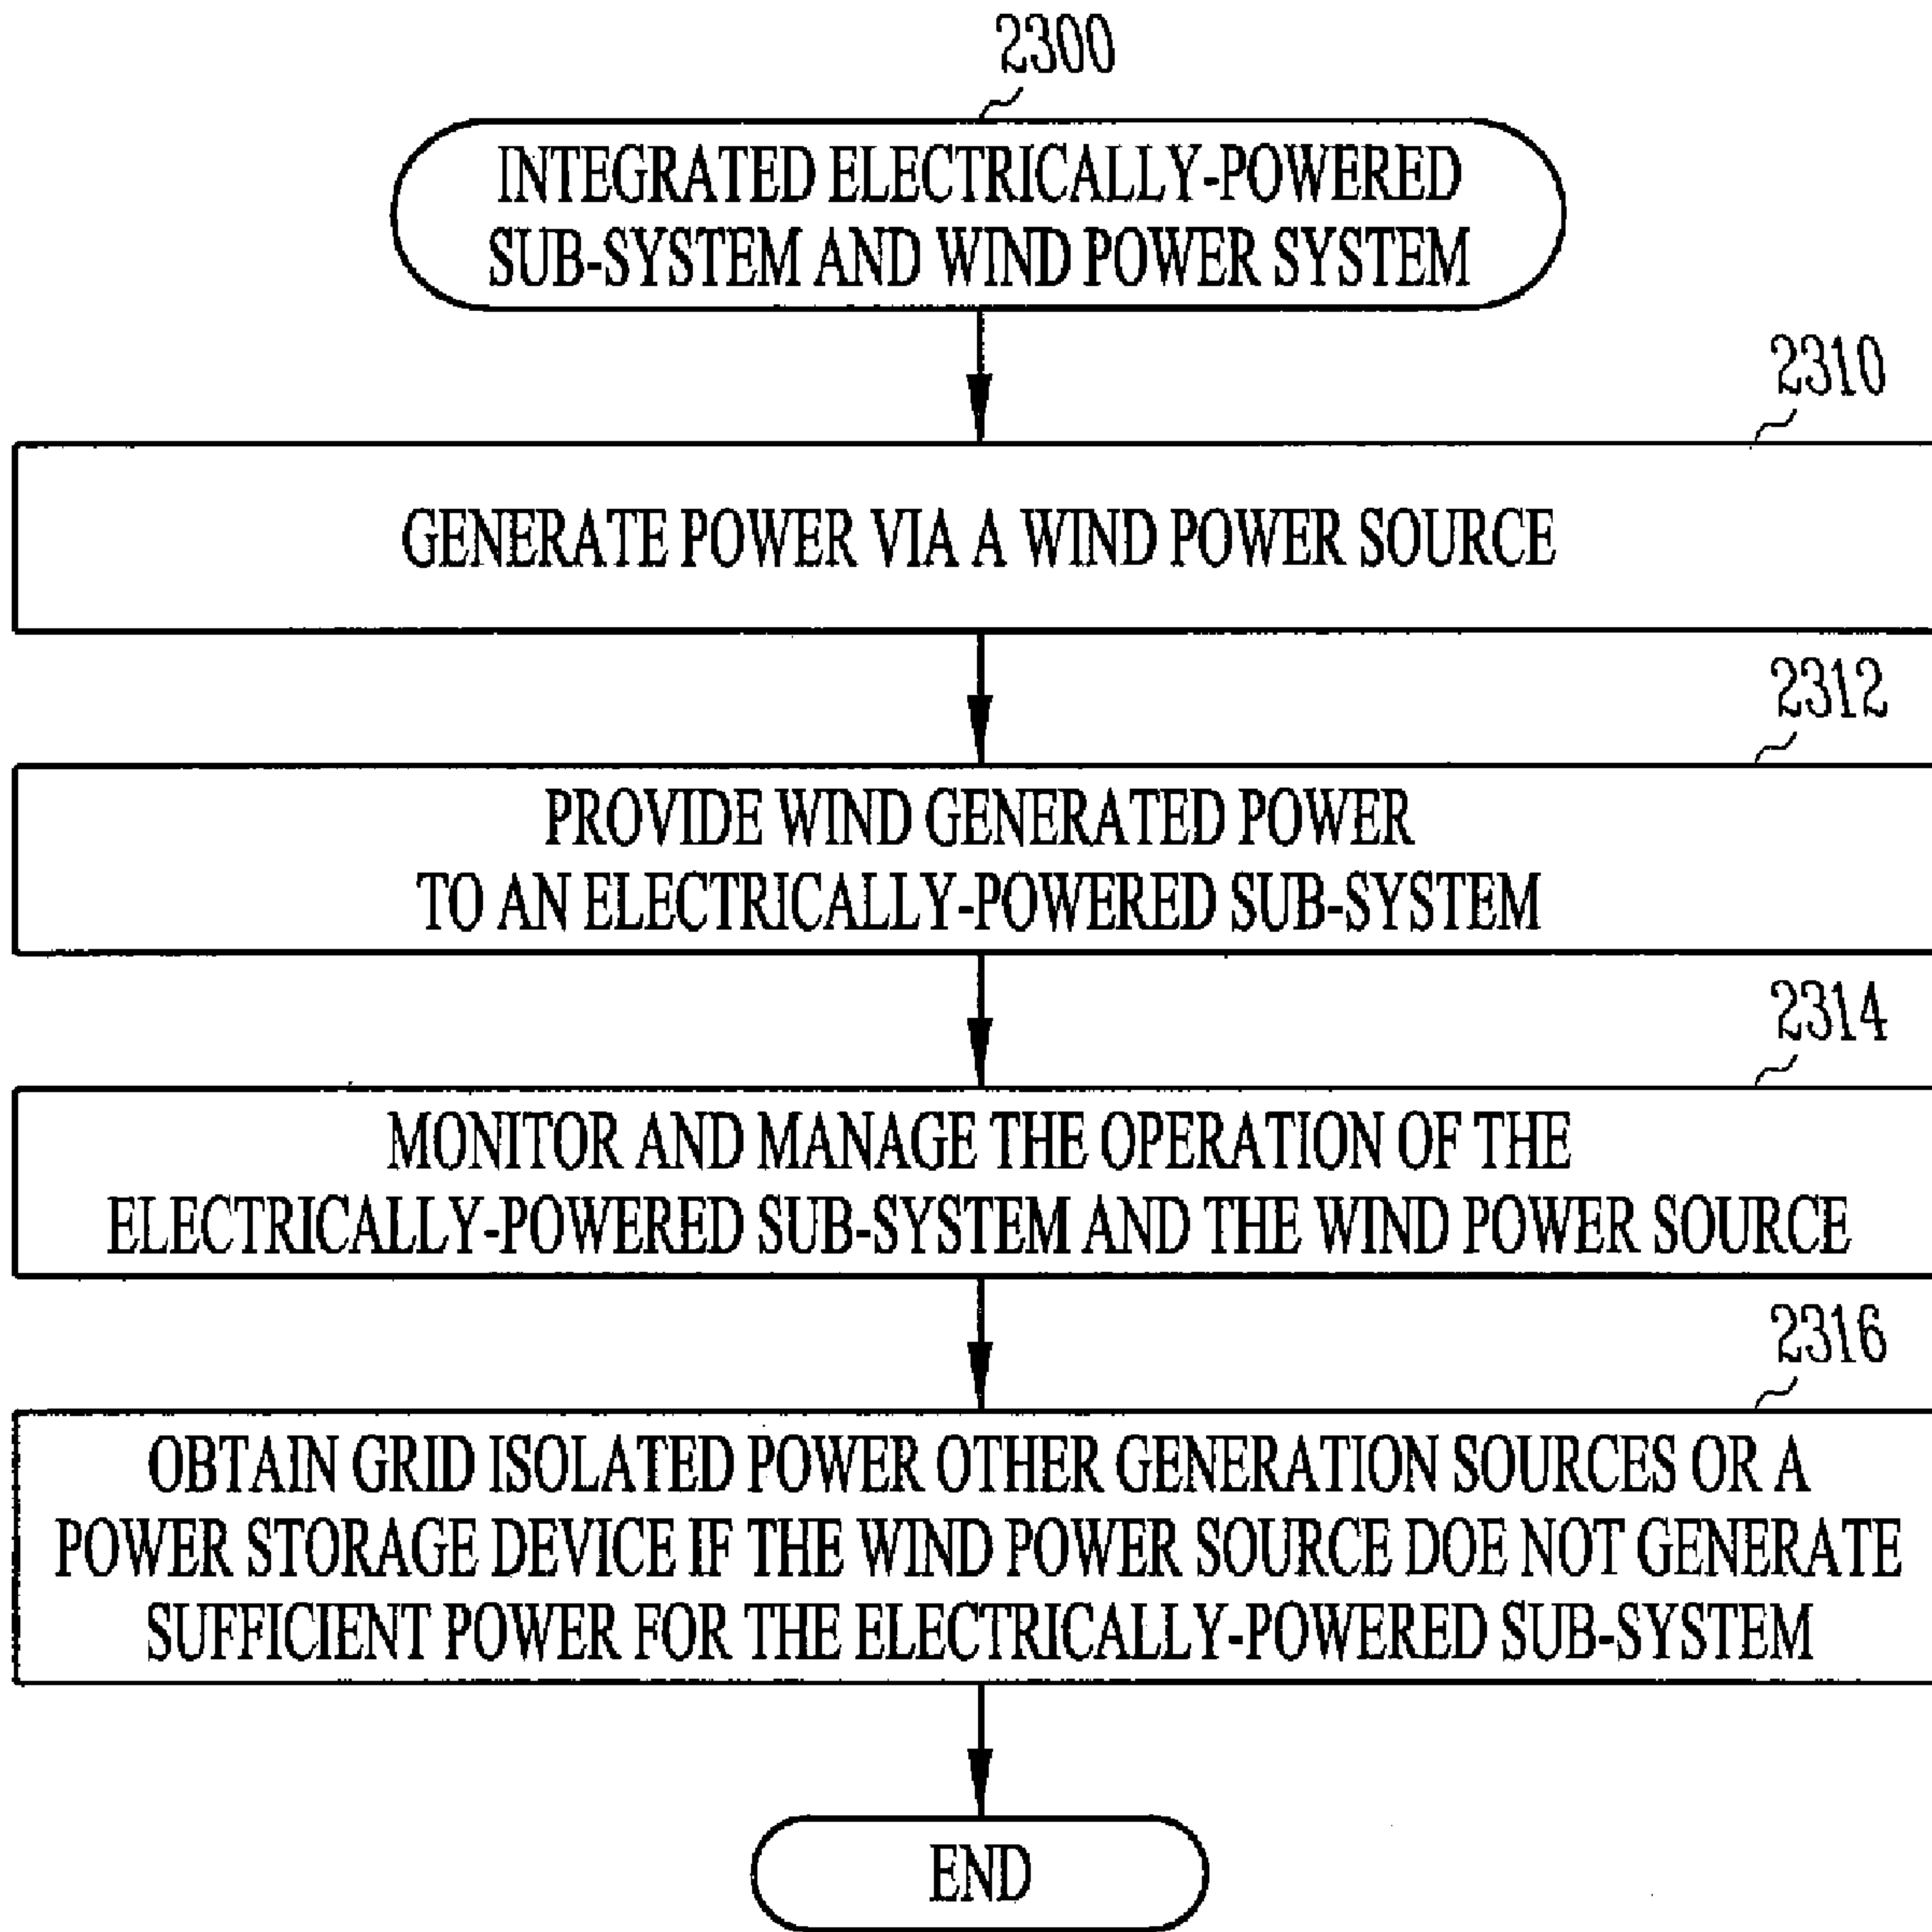 2300
INTEGRATED ELECTRICALLY-POWERED
SUB-SYSTEM AND WIND POWER SYSTEM
2310
GENERATE POWER VIA A WIND POWER SOURCE
2312
PROVIDE WIND GENERATED POWER
TO AN ELECTRICALLY-POWERED SUB-SYSTEM
2314
MONITOR AND MANAGE THE OPERATION OF THE
ELECTRICALLY-POWERED SUB-SYSTEM AND THE WIND POWER SOURCE
2316
OBTAIN GRID ISOLATED POWER OTHER GENERATION SOURCES OR A
POWER STORAGE DEVICE IF THE WIND POWER SOURCE DOE NOT GENERATE
SUFFICIENT POWER FOR THE ELECTRICALLY-POWERED SUB-SYSTEM
END